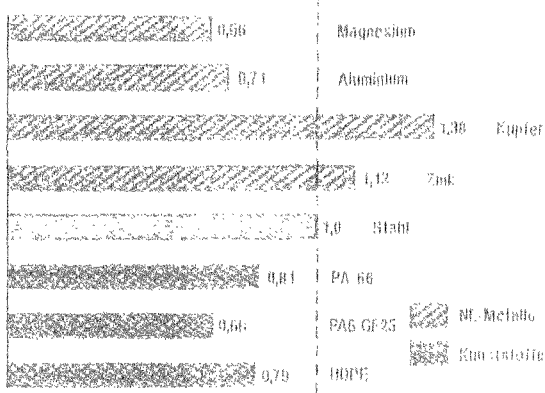 0,66 Magnesium
0,71 Aluminium
1,38 Kupfer
1,12 Zink
1,0 Stahl
0,81 PA 66
0,66 PA6 GF25
NE-Metalle
Kunststoffe
0,79 HDPE